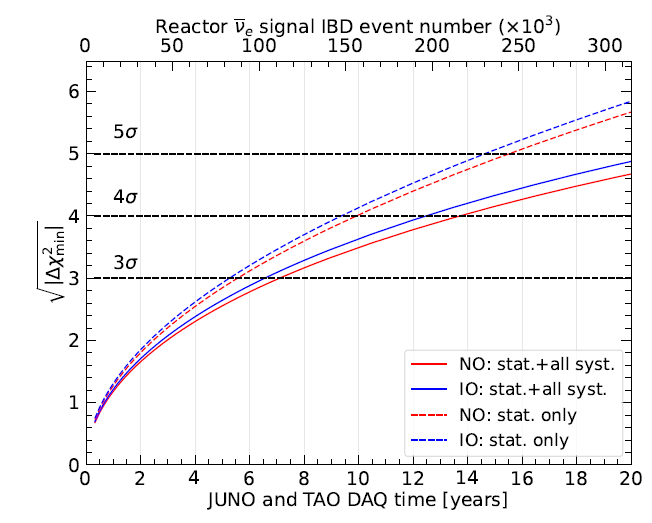 Reactor ν̄ₑ signal IBD event number (×10³)
0 50 100 150 200 250 300
6
5σ
5
4σ
4
3σ
3
2
1
0
√|Δχ²min|
NO: stat.+all syst.
IO: stat.+all syst.
NO: stat. only
IO: stat. only
0 2 4 6 8 10 12 14 16 18 20
JUNO and TAO DAQ time [years]